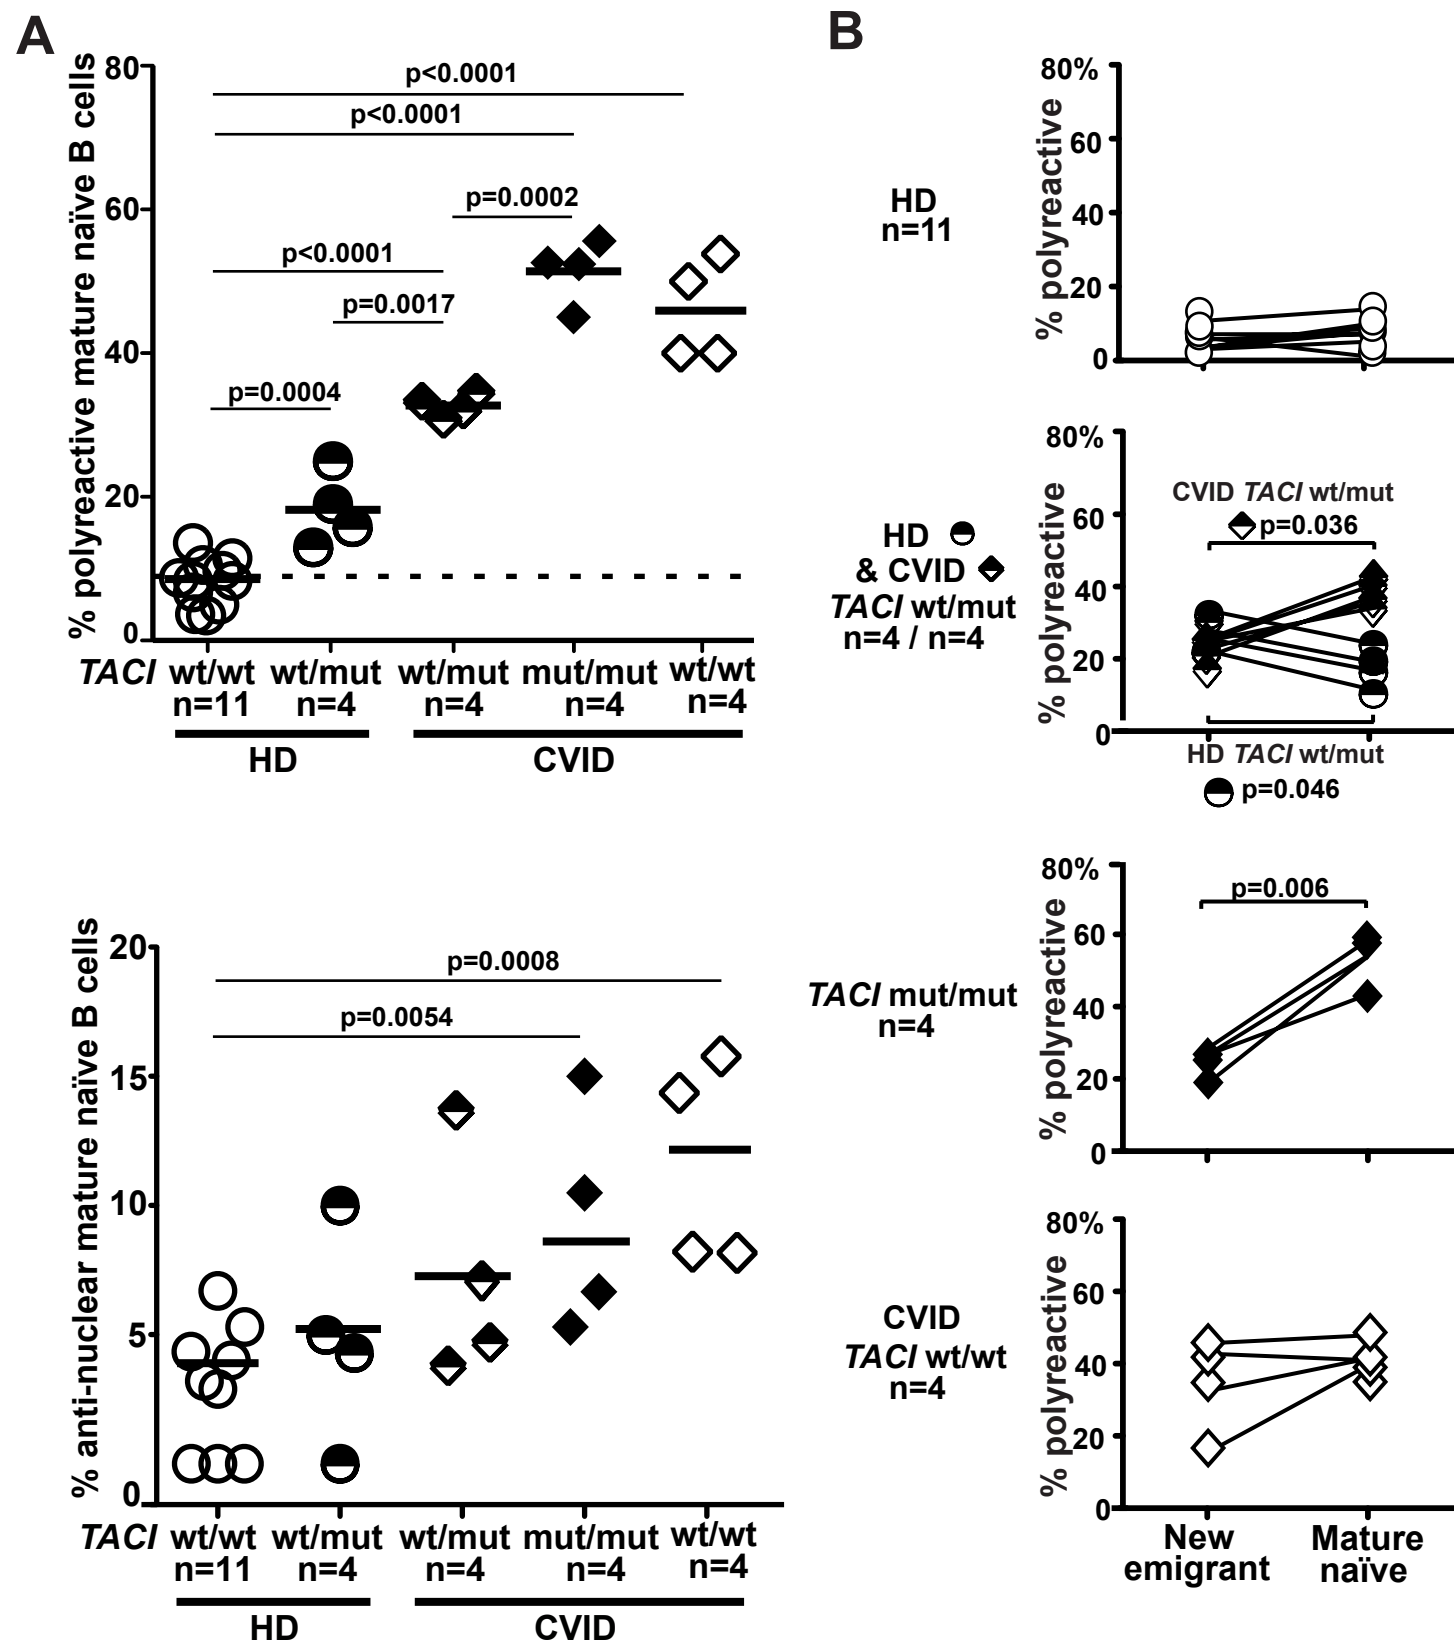 A
% polyreactive mature naïve B cells
80
60
40
20
0
p<0.0001
p<0.0001
p=0.0002
p<0.0001
p=0.0017
p=0.0004
TACI wt/wt wt/mut wt/mut mut/mut wt/wt
n=11 n=4 n=4 n=4 n=4
HD CVID
% anti-nuclear mature naïve B cells
20
15
10
5
0
p=0.0008
p=0.0054
TACI wt/wt wt/mut wt/mut mut/mut wt/wt
n=11 n=4 n=4 n=4 n=4
HD CVID
B
HD
n=11
% polyreactive
80%
60
40
20
0
HD
& CVID
TACI wt/mut
n=4 / n=4
% polyreactive
80%
60
40
20
0
CVID TACI wt/mut
p=0.036
HD TACI wt/mut
p=0.046
TACI mut/mut
n=4
% polyreactive
80%
60
40
20
0
p=0.006
CVID
TACI wt/wt
n=4
% polyreactive
80%
60
40
20
0
New Mature
emigrant naïve